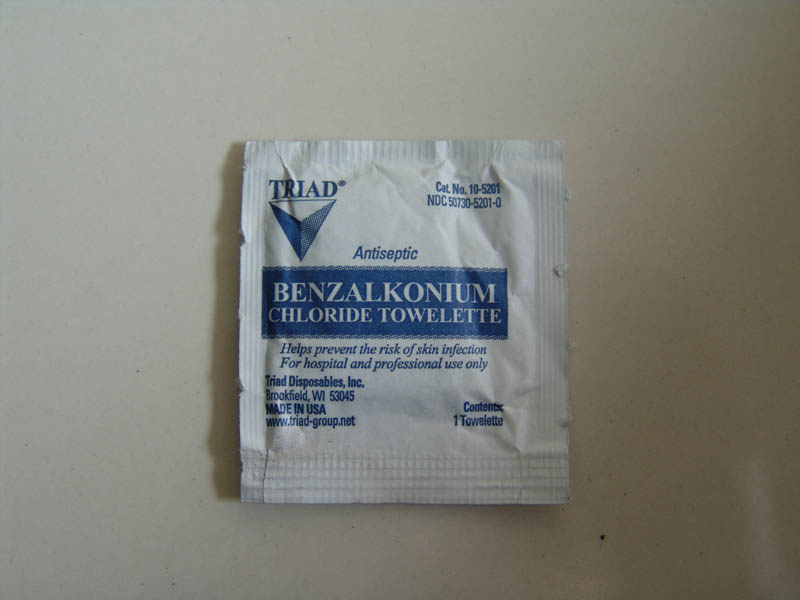 TRIAD®
Cat. No. 10-5201
NDC 50730-5201-0
Antiseptic
BENZALKONIUM
CHLORIDE TOWELETTE
Helps prevent the risk of skin infection
For hospital and professional use only
Triad Disposables, Inc.
Brookfield, WI 53045
MADE IN USA
www.triad-group.net
Contents:
1 Towelette